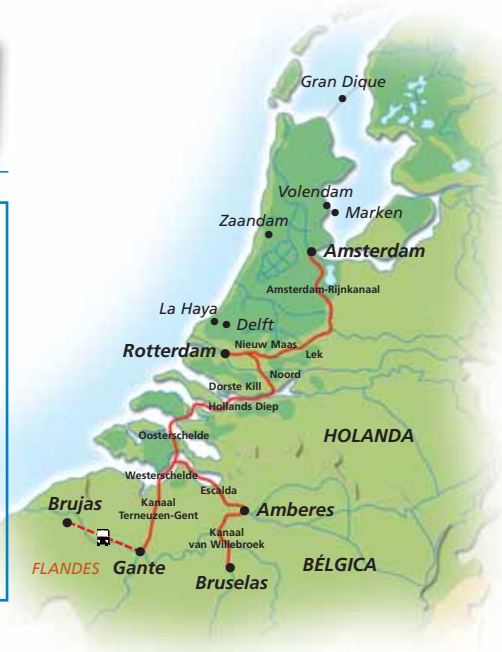 Gran Dique
Volendam
Marken
Zaandam
Amsterdam
Amsterdam-Rijnkanaal
La Haya
Delft
Nieuw Maas
Rotterdam
Lek
Noord
Dorste Kill
Hollands Diep
Oosterschelde
HOLANDA
Westerschelde
Escalda
Brujas
Kanaal
Terneuzen-Gent
Amberes
Kanaal
van Willebroek
FLANDES
Gante
BÉLGICA
Bruselas